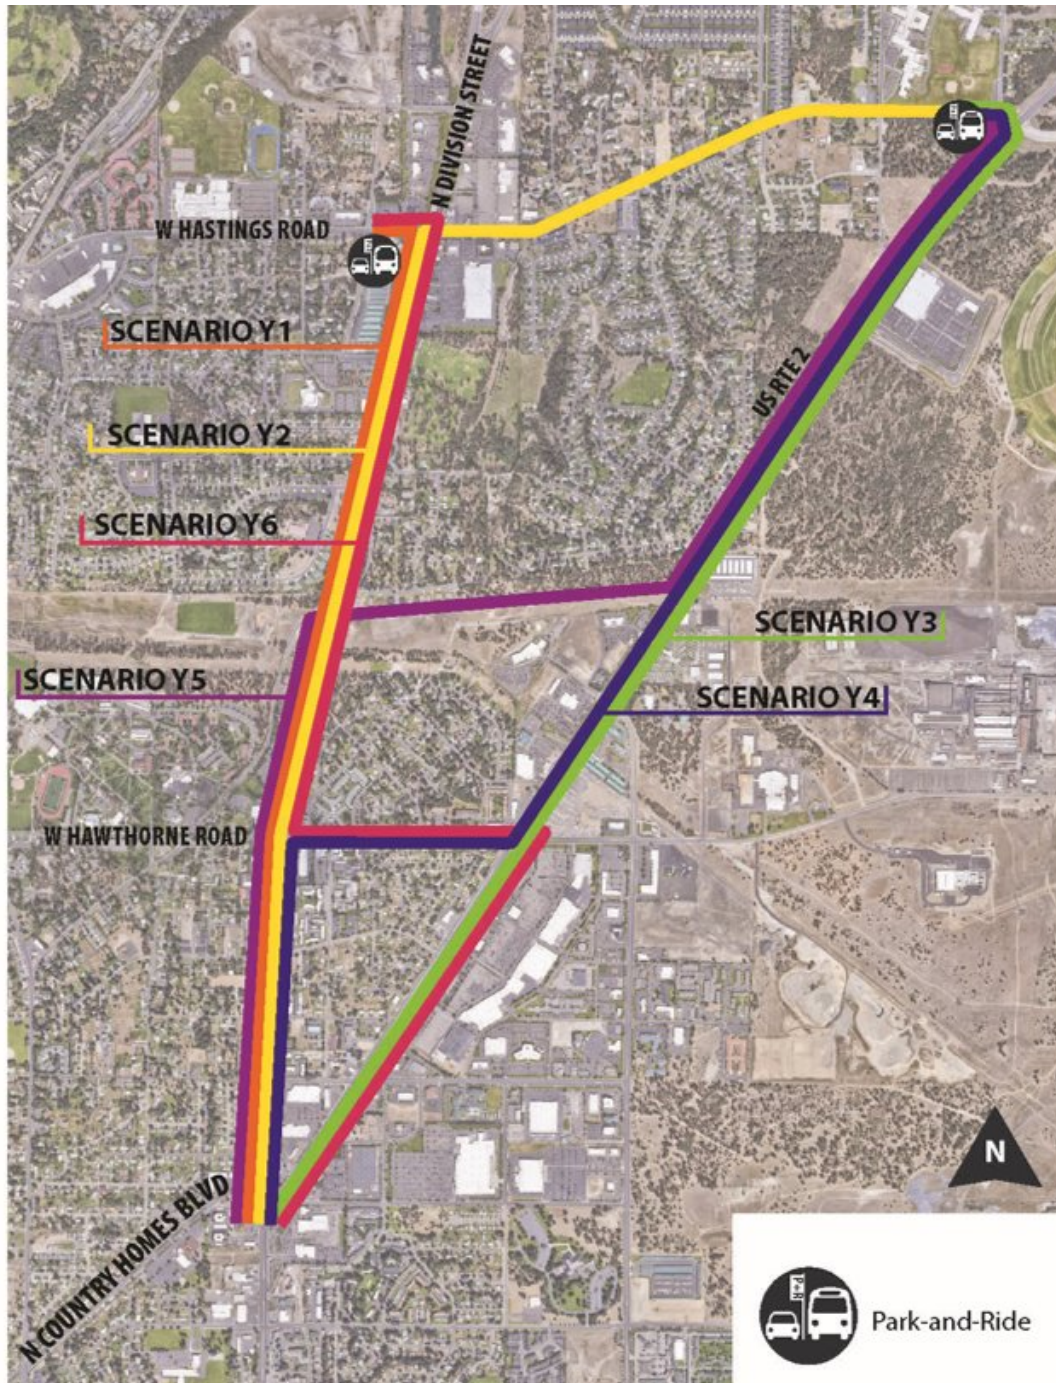 N DIVISION STREET
W HASTINGS ROAD
SCENARIO Y1
SCENARIO Y2
SCENARIO Y6
US RTE 2
SCENARIO Y3
SCENARIO Y5
SCENARIO Y4
W HAWTHORNE ROAD
N COUNTRY HOMES BLVD
N
P+R
Park-and-Ride